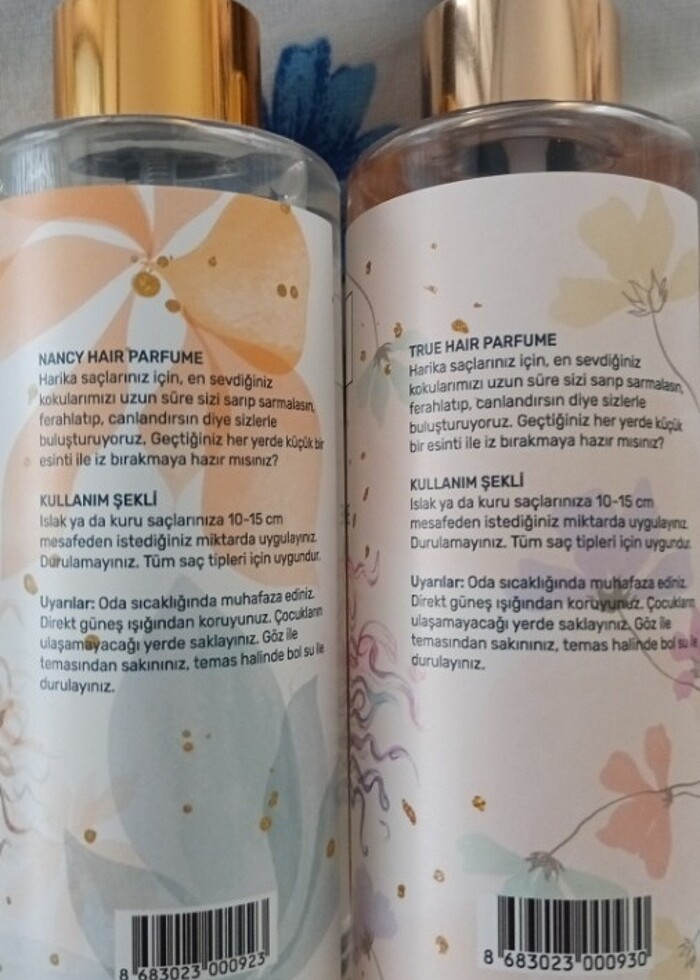 NANCY HAIR PARFUME
Harika saçlarınız için, en sevdiğiniz
kokularımızı uzun süre sizi sarıp sarmalasın,
ferahlatıp, canlandırsın diye sizlerle
buluşturuyoruz. Geçtiğiniz her yerde küçük bir
esinti ile iz bırakmaya hazır mısınız?
KULLANIM ŞEKLİ
Islak ya da kuru saçlarınıza 10-15 cm
mesafeden istediğiniz miktarda uygulayınız.
Durulamayınız. Tüm saç tipleri için uygundur.
Uyarılar: Oda sıcaklığında muhafaza ediniz.
Direkt güneş ışığından koruyunuz. Çocukların
ulaşamayacağı yerde saklayınız. Göz ile
temasından sakınınız, temas halinde bol su ile
durulayınız.
8 683023 000923
TRUE HAIR PARFUME
Harika saçlarınız için, en sevdiğiniz
kokularımızı uzun süre sizi sarıp sarmalasın,
ferahlatıp, canlandırsın diye sizlerle
buluşturuyoruz. Geçtiğiniz her yerde küçük
bir esinti ile iz bırakmaya hazır mısınız?
KULLANIM ŞEKLİ
Islak ya da kuru saçlarınıza 10-15 cm
mesafeden istediğiniz miktarda uygulayınız.
Durulamayınız. Tüm saç tipleri için uygundur.
Uyarılar: Oda sıcaklığında muhafaza ediniz.
Direkt güneş ışığından koruyunuz. Çocukların
ulaşamayacağı yerde saklayınız. Göz ile
temasından sakınınız, temas halinde bol su ile
durulayınız.
8 683023 000930